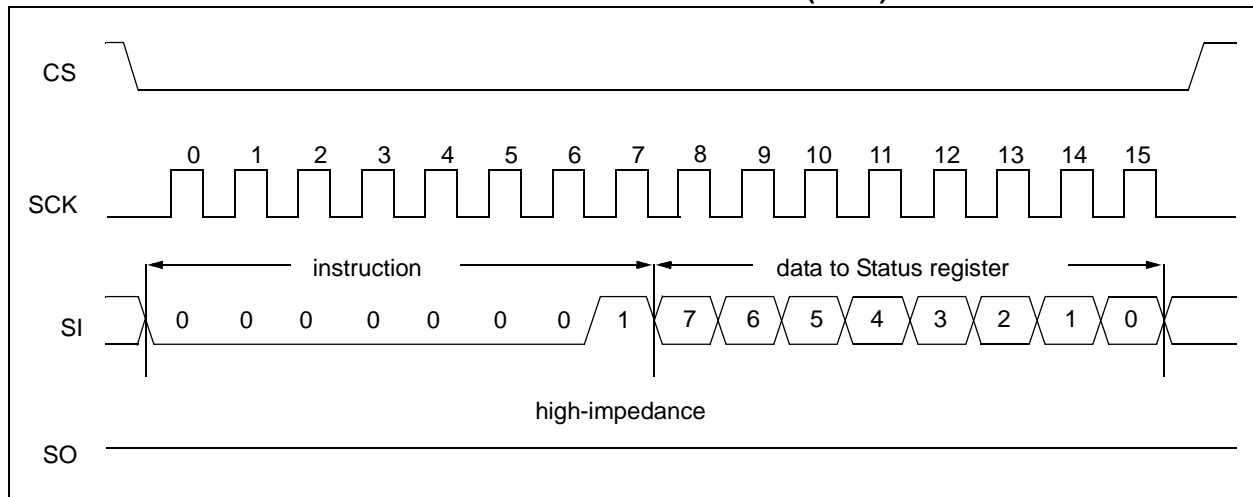 CS
0 1 2 3 4 5 6 7 8 9 10 11 12 13 14 15
SCK
instruction data to Status register
SI 0 0 0 0 0 0 0 1 7 6 5 4 3 2 1 0
high-impedance
SO